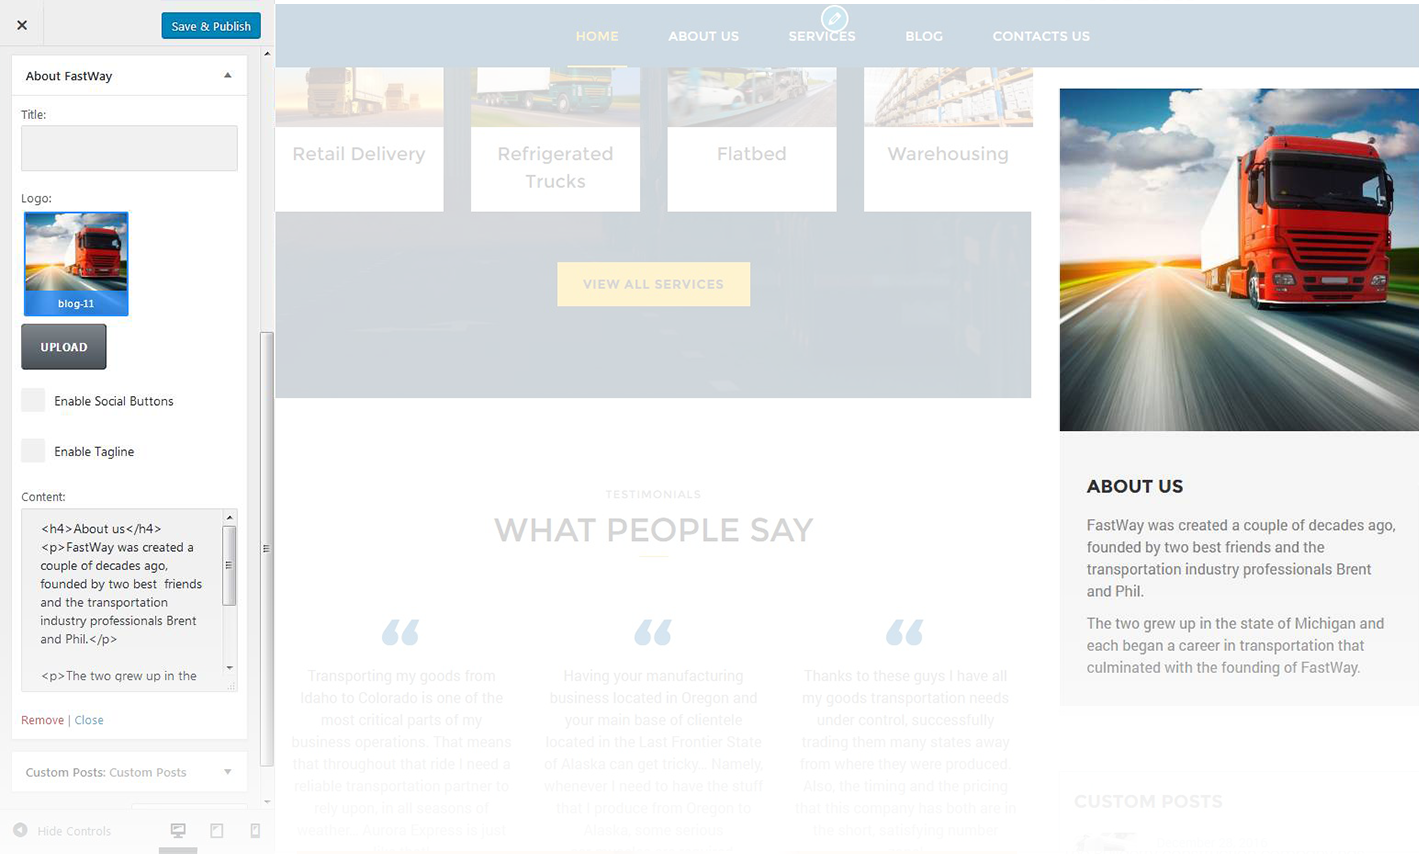 Save & Publish
About FastWay
Title:
Logo:
blog-11
UPLOAD
Enable Social Buttons
Enable Tagline
Content:
<h4>About us</h4>
<p>FastWay was created a
couple of decades ago,
founded by two best  friends
and the transportation
industry professionals Brent
and Phil.</p>
<p>The two grew up in the
Remove | Close
Custom Posts: Custom Posts
Hide Controls
HOME
ABOUT US
SERVICES
BLOG
CONTACTS US
Retail Delivery
Refrigerated
Trucks
Flatbed
Warehousing
VIEW ALL SERVICES
TESTIMONIALS
WHAT PEOPLE SAY
Transporting my goods from
Idaho to Colorado is one of the
most critical parts of my
business operations. That means
that throughout that ride I need a
reliable transportation partner to
rely upon, in all seasons of
weather... Aurora Express is just
Having your manufacturing
business located in Oregon and
your main base of clientele
located in the Last Frontier State
of Alaska can get tricky... Namely,
whenever I need to have the stuff
that I produce from Oregon to
Alaska, some serious
Thanks to these guys I have all
my goods transportation needs
under control, successfully
trading them many states away
from where they were produced.
Also, the timing and the pricing
that this company has both are in
the short, satisfying number
ABOUT US
FastWay was created a couple of decades ago,
founded by two best friends and the
transportation industry professionals Brent
and Phil.
The two grew up in the state of Michigan and
each began a career in transportation that
culminated with the founding of FastWay.
CUSTOM POSTS